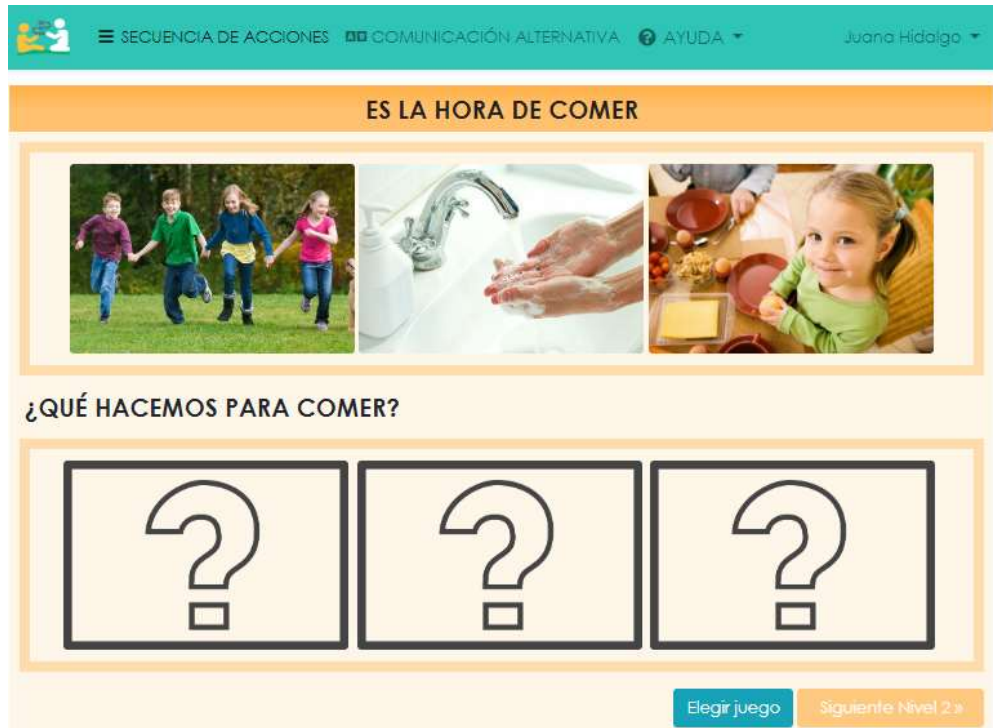 SECUENCIA DE ACCIONES COMUNICACIÓN ALTERNATIVA AYUDA Juana Hidalgo
ES LA HORA DE COMER
¿QUÉ HACEMOS PARA COMER?
? ? ?
Elegir juego Siguiente Nivel 2 »